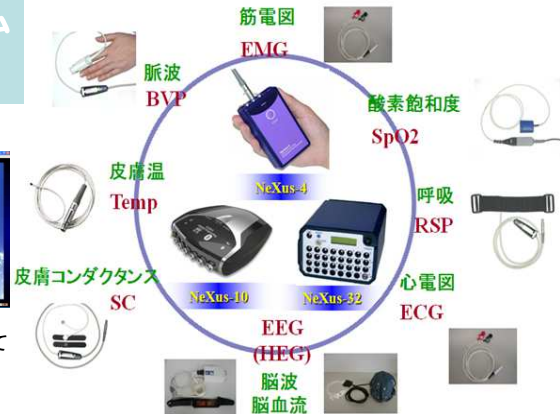 筋電図
EMG
脈波
BVP
酸素飽和度
SpO2
皮膚温
Temp
NeXus-4
呼吸
RSP
皮膚コンダクタンス
SC
NeXus-10
NeXus-32
心電図
ECG
EEG
(HEG)
脳波
脳血流
て